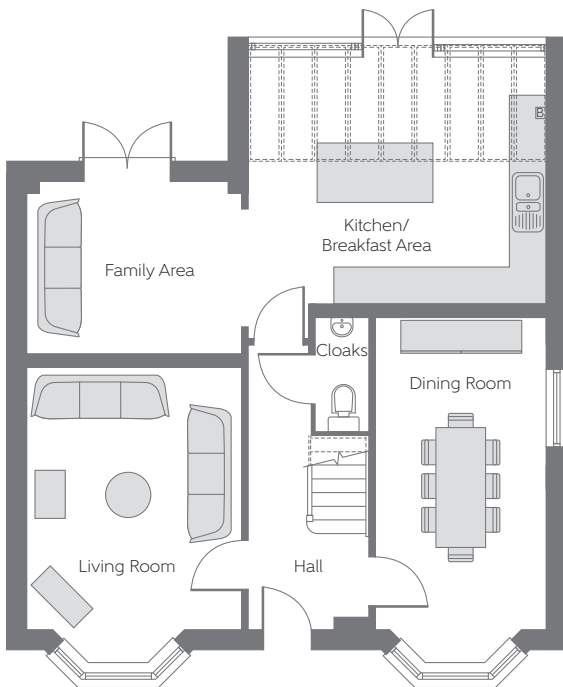 Kitchen/
Breakfast Area
Family Area
Cloaks
Dining Room
Living Room
Hall